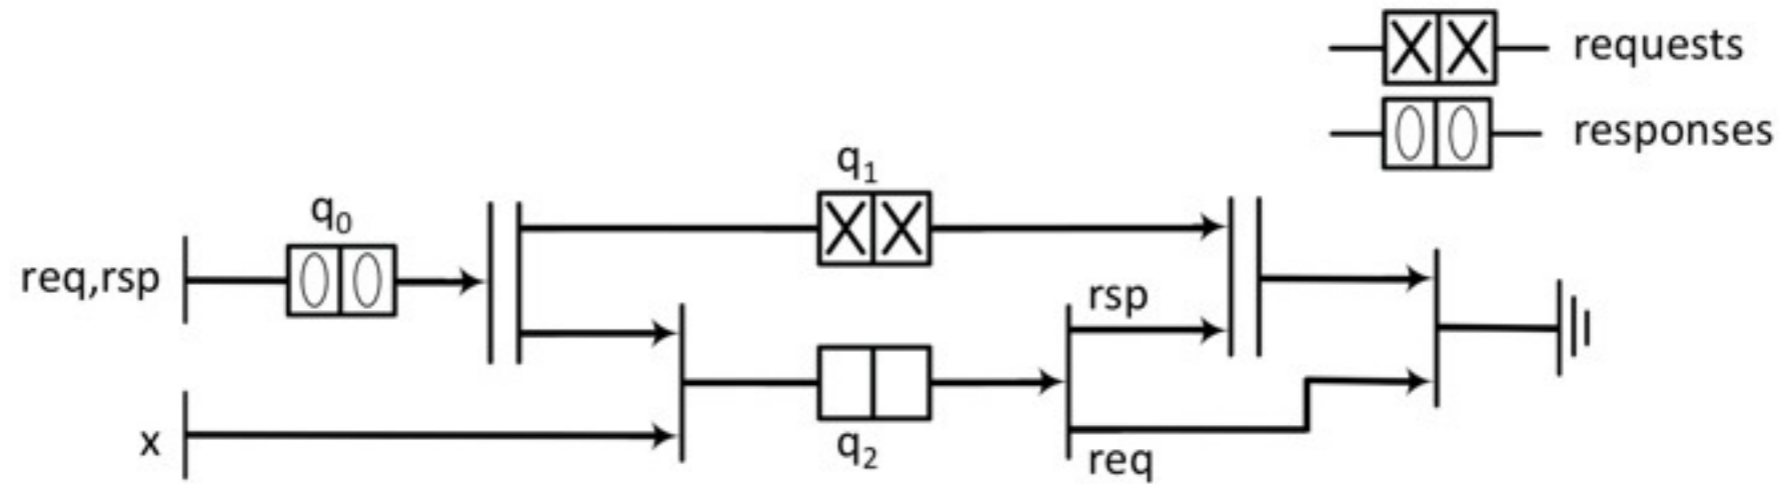 requests
responses
q1
q0
req,rsp
rsp
x
q2
req